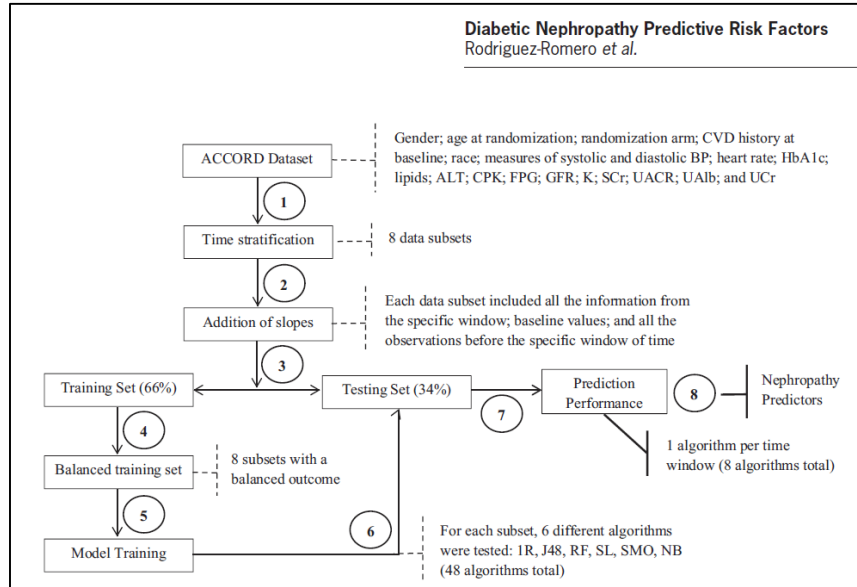 Diabetic Nephropathy Predictive Risk Factors
Rodriguez-Romero et al.
ACCORD Dataset
Gender; age at randomization; randomization arm; CVD history at
baseline; race; measures of systolic and diastolic BP; heart rate; HbA1c;
lipids; ALT; CPK; FPG; GFR; K; SCr; UACR; UAlb; and UCr
1
Time stratification
8 data subsets
2
Addition of slopes
Each data subset included all the information from
the specific window; baseline values; and all the
observations before the specific window of time
3
Training Set (66%)
Testing Set (34%)
7
Prediction
Performance
8
Nephropathy
Predictors
4
1 algorithm per time
window (8 algorithms total)
Balanced training set
8 subsets with a
balanced outcome
5
6
Model Training
For each subset, 6 different algorithms
were tested: 1R, J48, RF, SL, SMO, NB
(48 algorithms total)